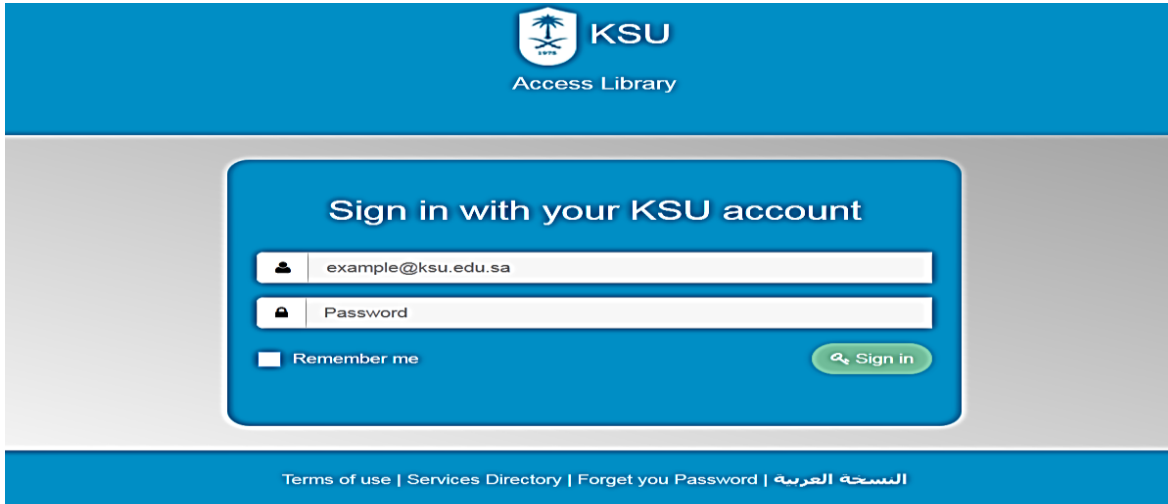 KSU
1975
Access Library
Sign in with your KSU account
example@ksu.edu.sa
Password
Remember me
Sign in
Terms of use | Services Directory | Forget you Password | النسخة العربية